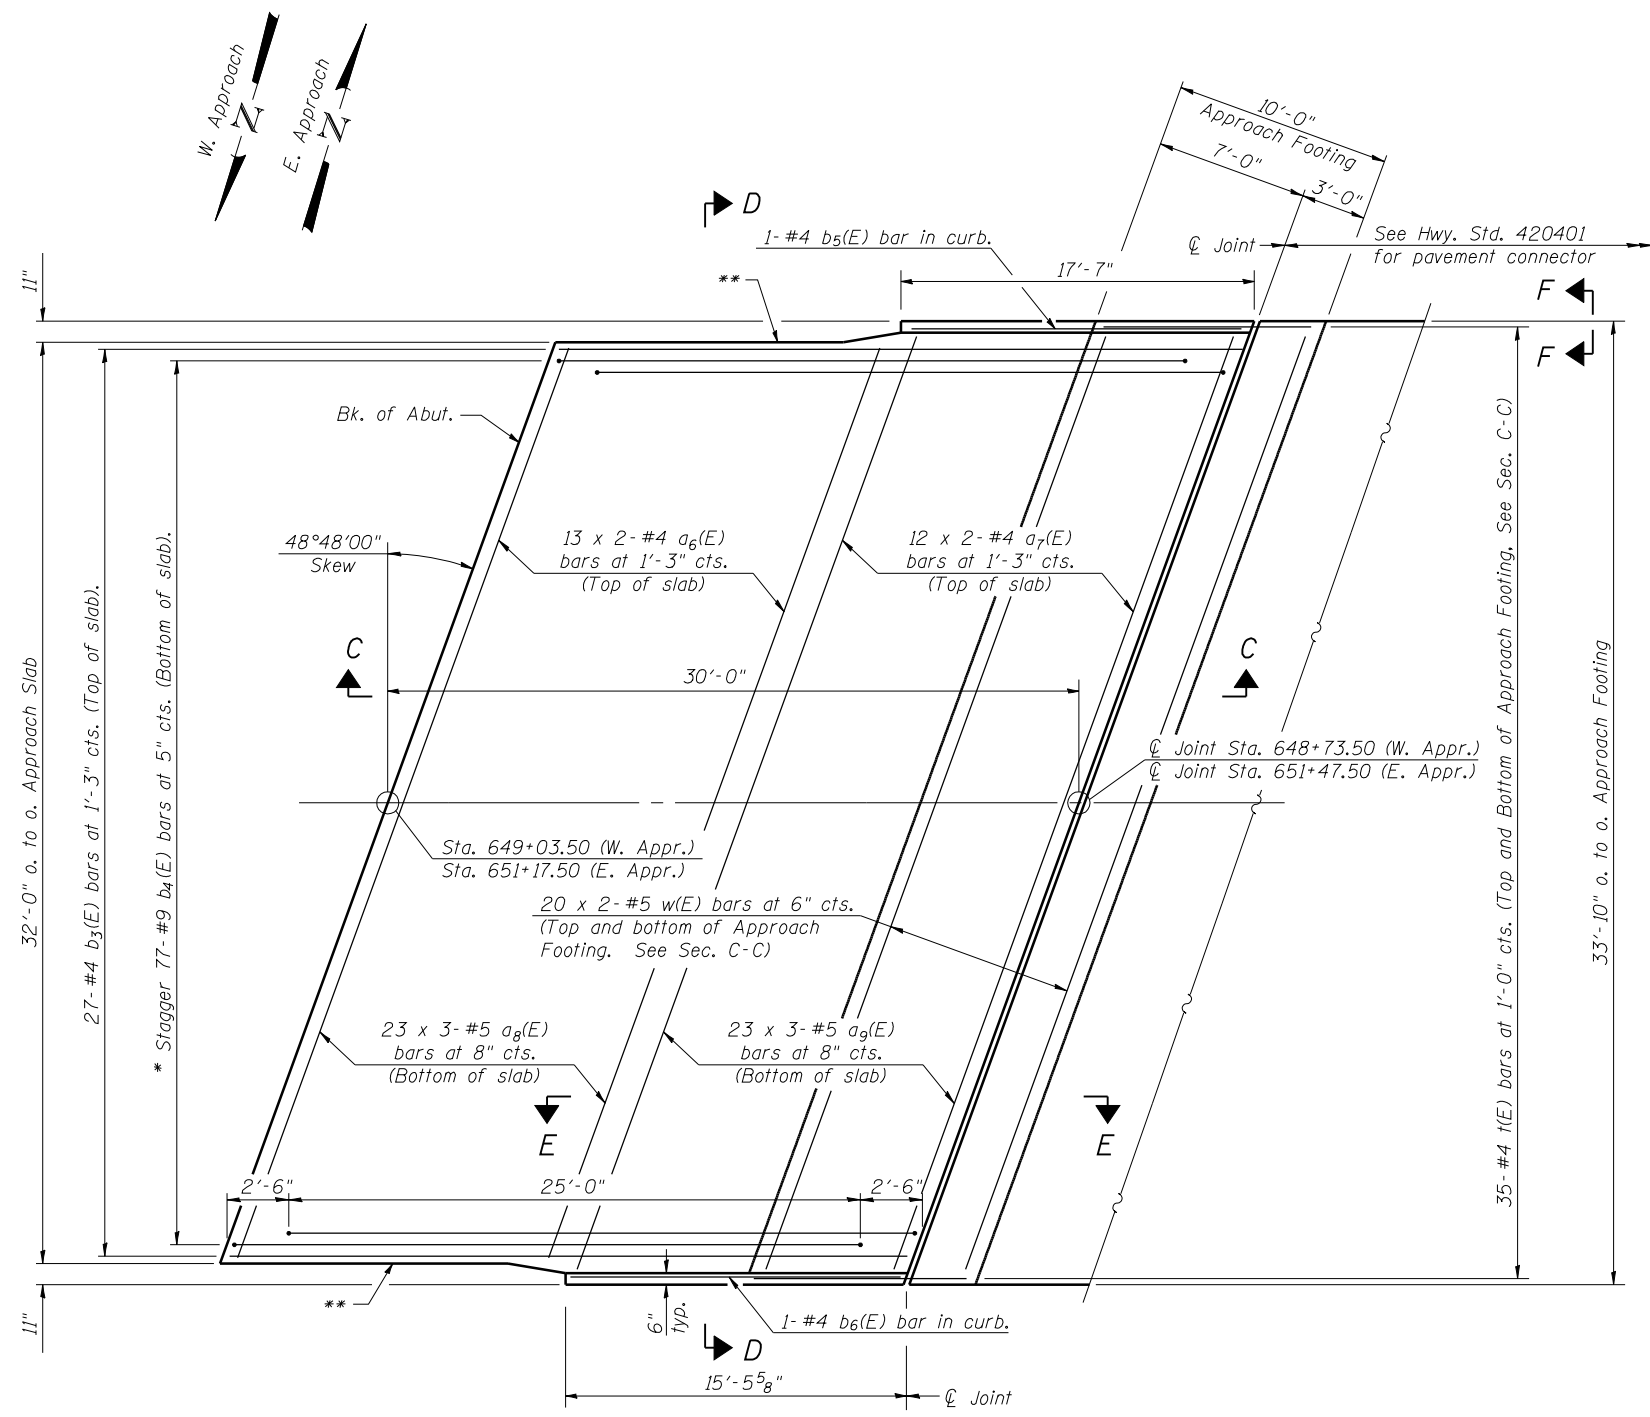 W. Approach
N
E. Approach
N
10'-0"
Approach Footing
7'-0"
3'-0"
D
1-#4 b5(E) bar in curb.
℄ Joint
See Hwy. Std. 420401
for pavement connector
11"
**
17'-7"
F
F
Bk. of Abut.
48°48'00"
Skew
13 x 2-#4 a6(E)
bars at 1'-3" cts.
(Top of slab)
12 x 2-#4 a7(E)
bars at 1'-3" cts.
(Top of slab)
C
C
30'-0"
32'-0" o. to o. Approach Slab
27-#4 b3(E) bars at 1'-3" cts. (Top of slab).
* Stagger 77-#9 b4(E) bars at 5" cts. (Bottom of slab).
35-#4 t(E) bars at 1'-0" cts. (Top and Bottom of Approach Footing, See Sec. C-C)
33'-10" o. to o. Approach Footing
℄ Joint Sta. 648+73.50 (W. Appr.)
℄ Joint Sta. 651+47.50 (E. Appr.)
Sta. 649+03.50 (W. Appr.)
Sta. 651+17.50 (E. Appr.)
20 x 2-#5 w(E) bars at 6" cts.
(Top and bottom of Approach
Footing. See Sec. C-C)
23 x 3-#5 a8(E)
bars at 8" cts.
(Bottom of slab)
23 x 3-#5 a9(E)
bars at 8" cts.
(Bottom of slab)
E
E
2'-6"
25'-0"
2'-6"
11"
**
6"
typ.
1-#4 b6(E) bar in curb.
D
15'-5 5/8"
℄ Joint